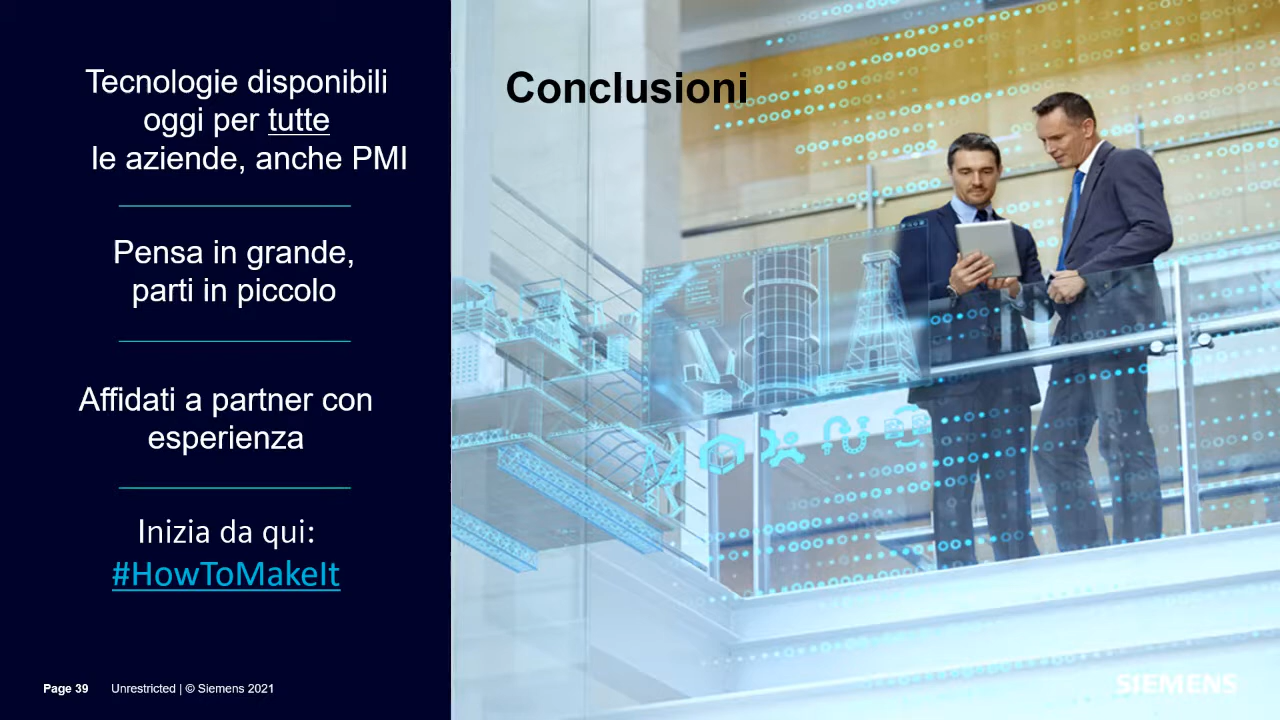 Tecnologie disponibili
oggi per tutte
le aziende, anche PMI
Pensa in grande,
parti in piccolo
Affidati a partner con
esperienza
Inizia da qui:
#HowToMakeIt
Page 39 Unrestricted | © Siemens 2021
Conclusioni
SIEMENS